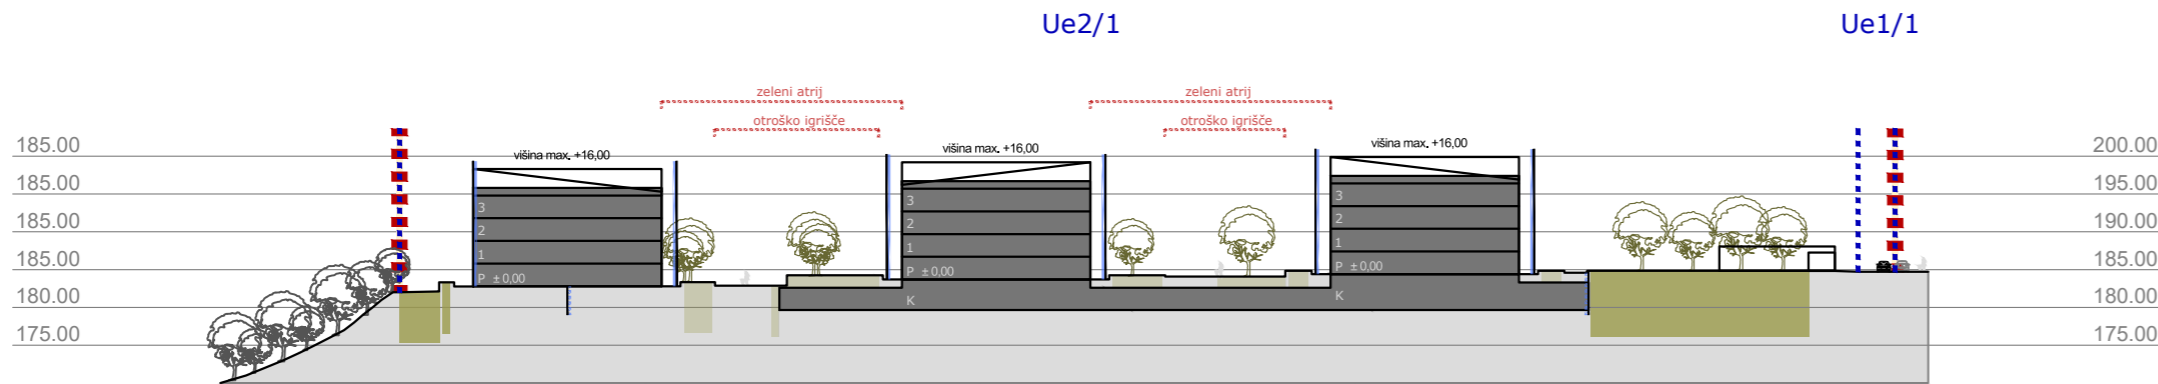 Ue2/1
Ue1/1
zeleni atrij
zeleni atrij
otroško igrišče
otroško igrišče
višina max. +16,00
višina max. +16,00
višina max. +16,00
185.00
200.00
185.00
195.00
185.00
190.00
185.00
185.00
180.00
180.00
175.00
175.00
3
2
1
P ±0,00
3
2
1
P ±0,00
K
3
2
1
P ±0,00
K